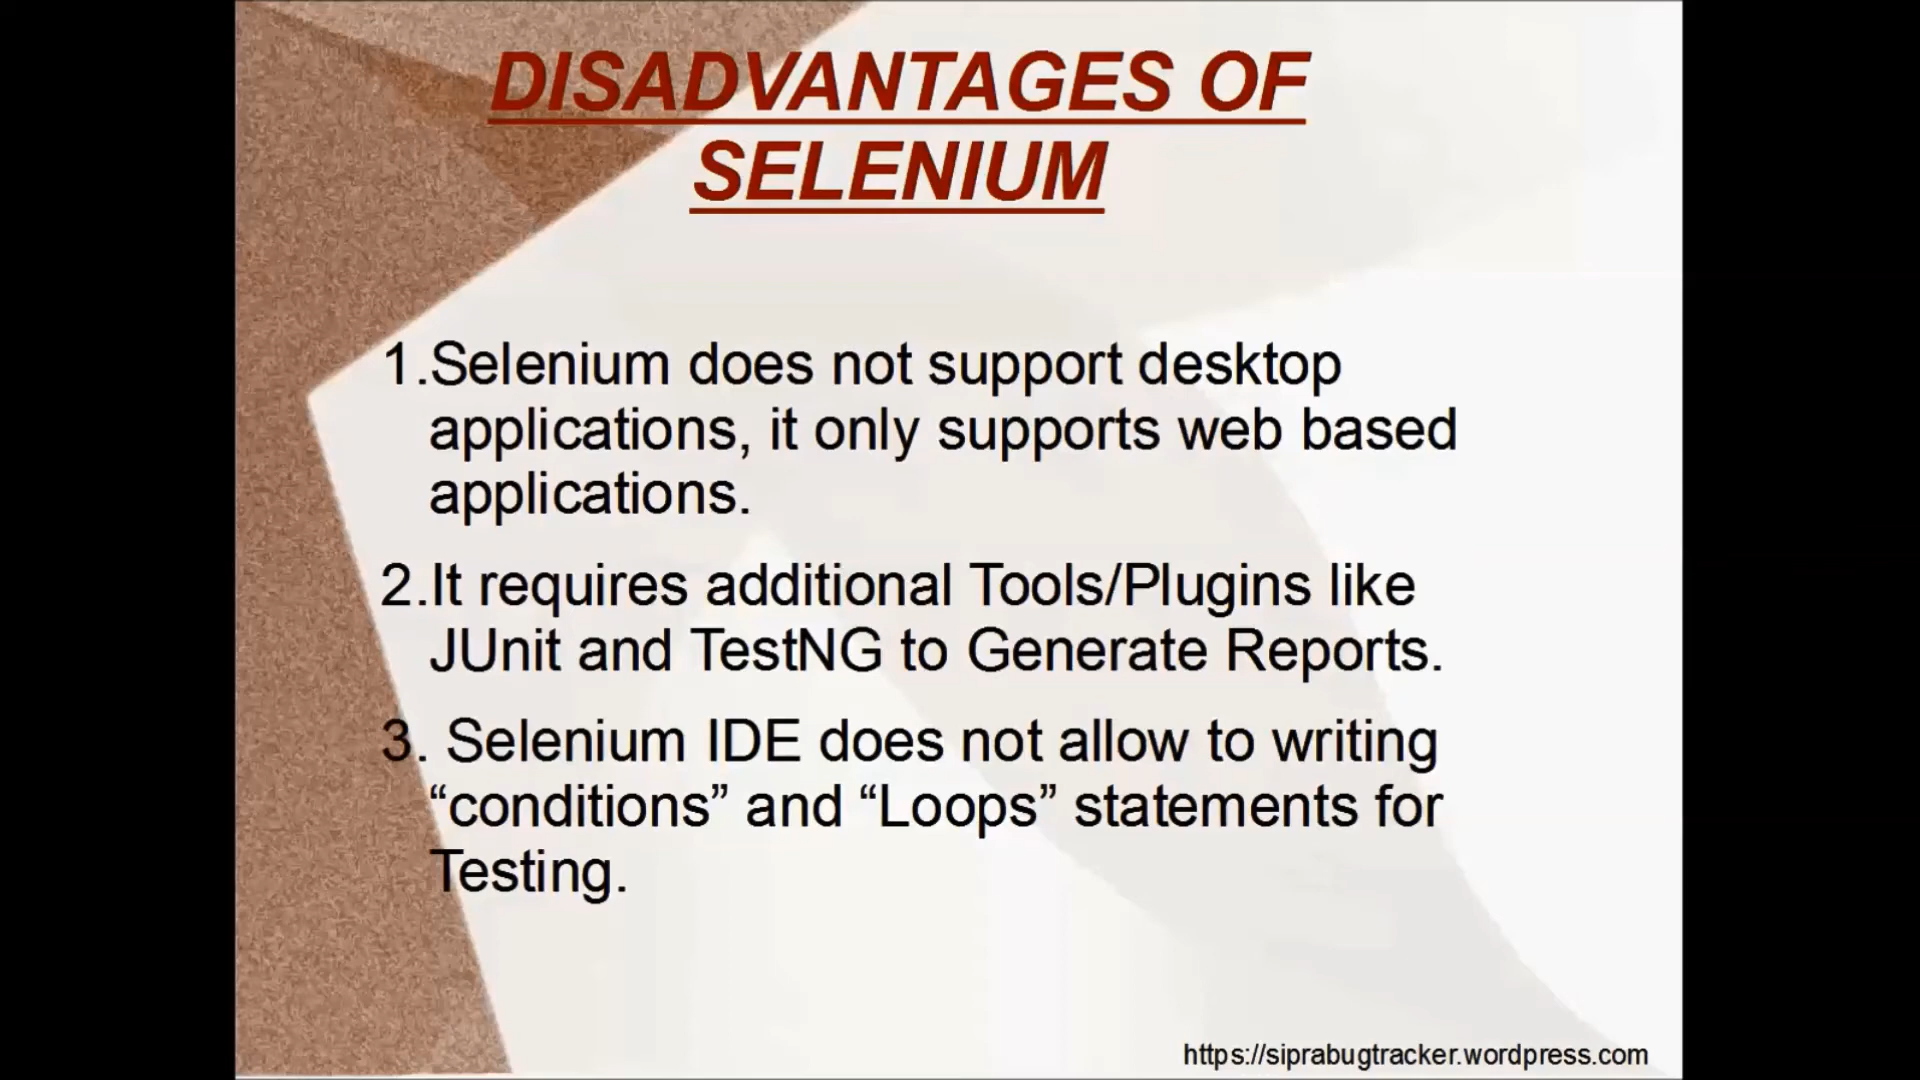 DISADVANTAGES OF
SELENIUM
1.Selenium does not support desktop
applications, it only supports web based
applications.
2.It requires additional Tools/Plugins like
JUnit and TestNG to Generate Reports.
3. Selenium IDE does not allow to writing
“conditions” and “Loops” statements for
Testing.
https://siprabugtracker.wordpress.com